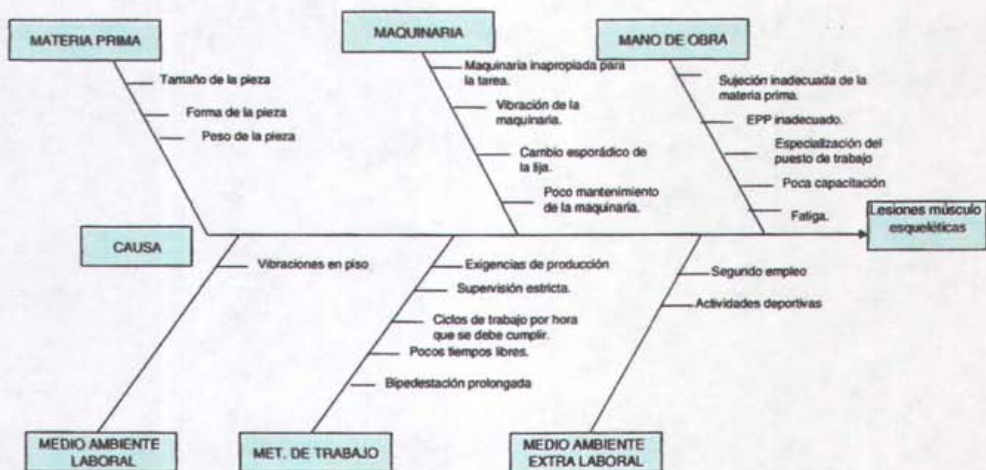 MATERIA PRIMA
Tamaño de la pieza
Forma de la pieza
Peso de la pieza
MAQUINARIA
Maquinaria inapropiada para
la tarea.
Vibración de la
maquinaria.
Cambio esporádico de
la lija.
Poco mantenimiento
de la maquinaria.
MANO DE OBRA
Sujeción inadecuada de la
materia prima.
EPP inadecuado.
Especialización del
puesto de trabajo
Poca capacitación
Fatiga.
Lesiones músculo
esqueléticas
CAUSA
Vibraciones en piso
MEDIO AMBIENTE
LABORAL
Exigencias de producción
Supervisión estricta.
Ciclos de trabajo por hora
que se debe cumplir.
Pocos tiempos libres.
Bipedestación prolongada
MET. DE TRABAJO
Segundo empleo
Actividades deportivas
MEDIO AMBIENTE
EXTRA LABORAL